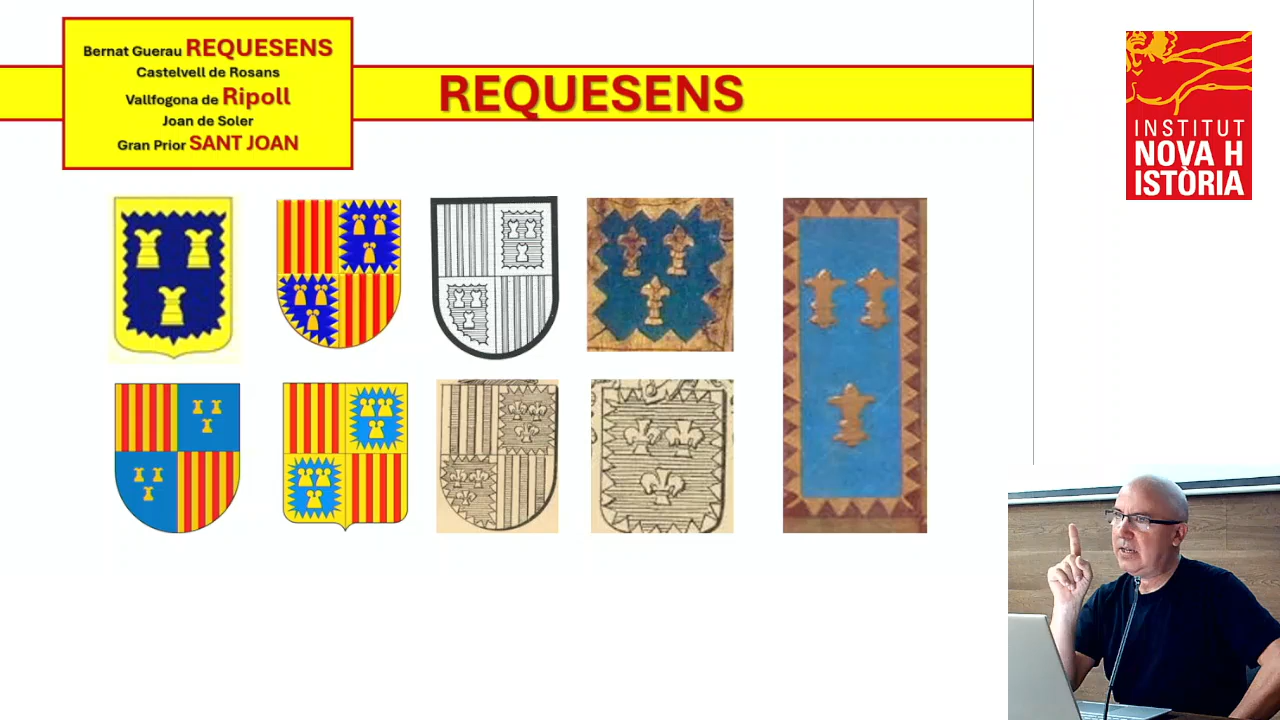 Bernat Guerau REQUESENS
Castelvell de Rosans
Vallfogona de Ripoll
Joan de Soler
Gran Prior SANT JOAN
REQUESENS
INSTITUT
NOVA H
ISTÒRIA